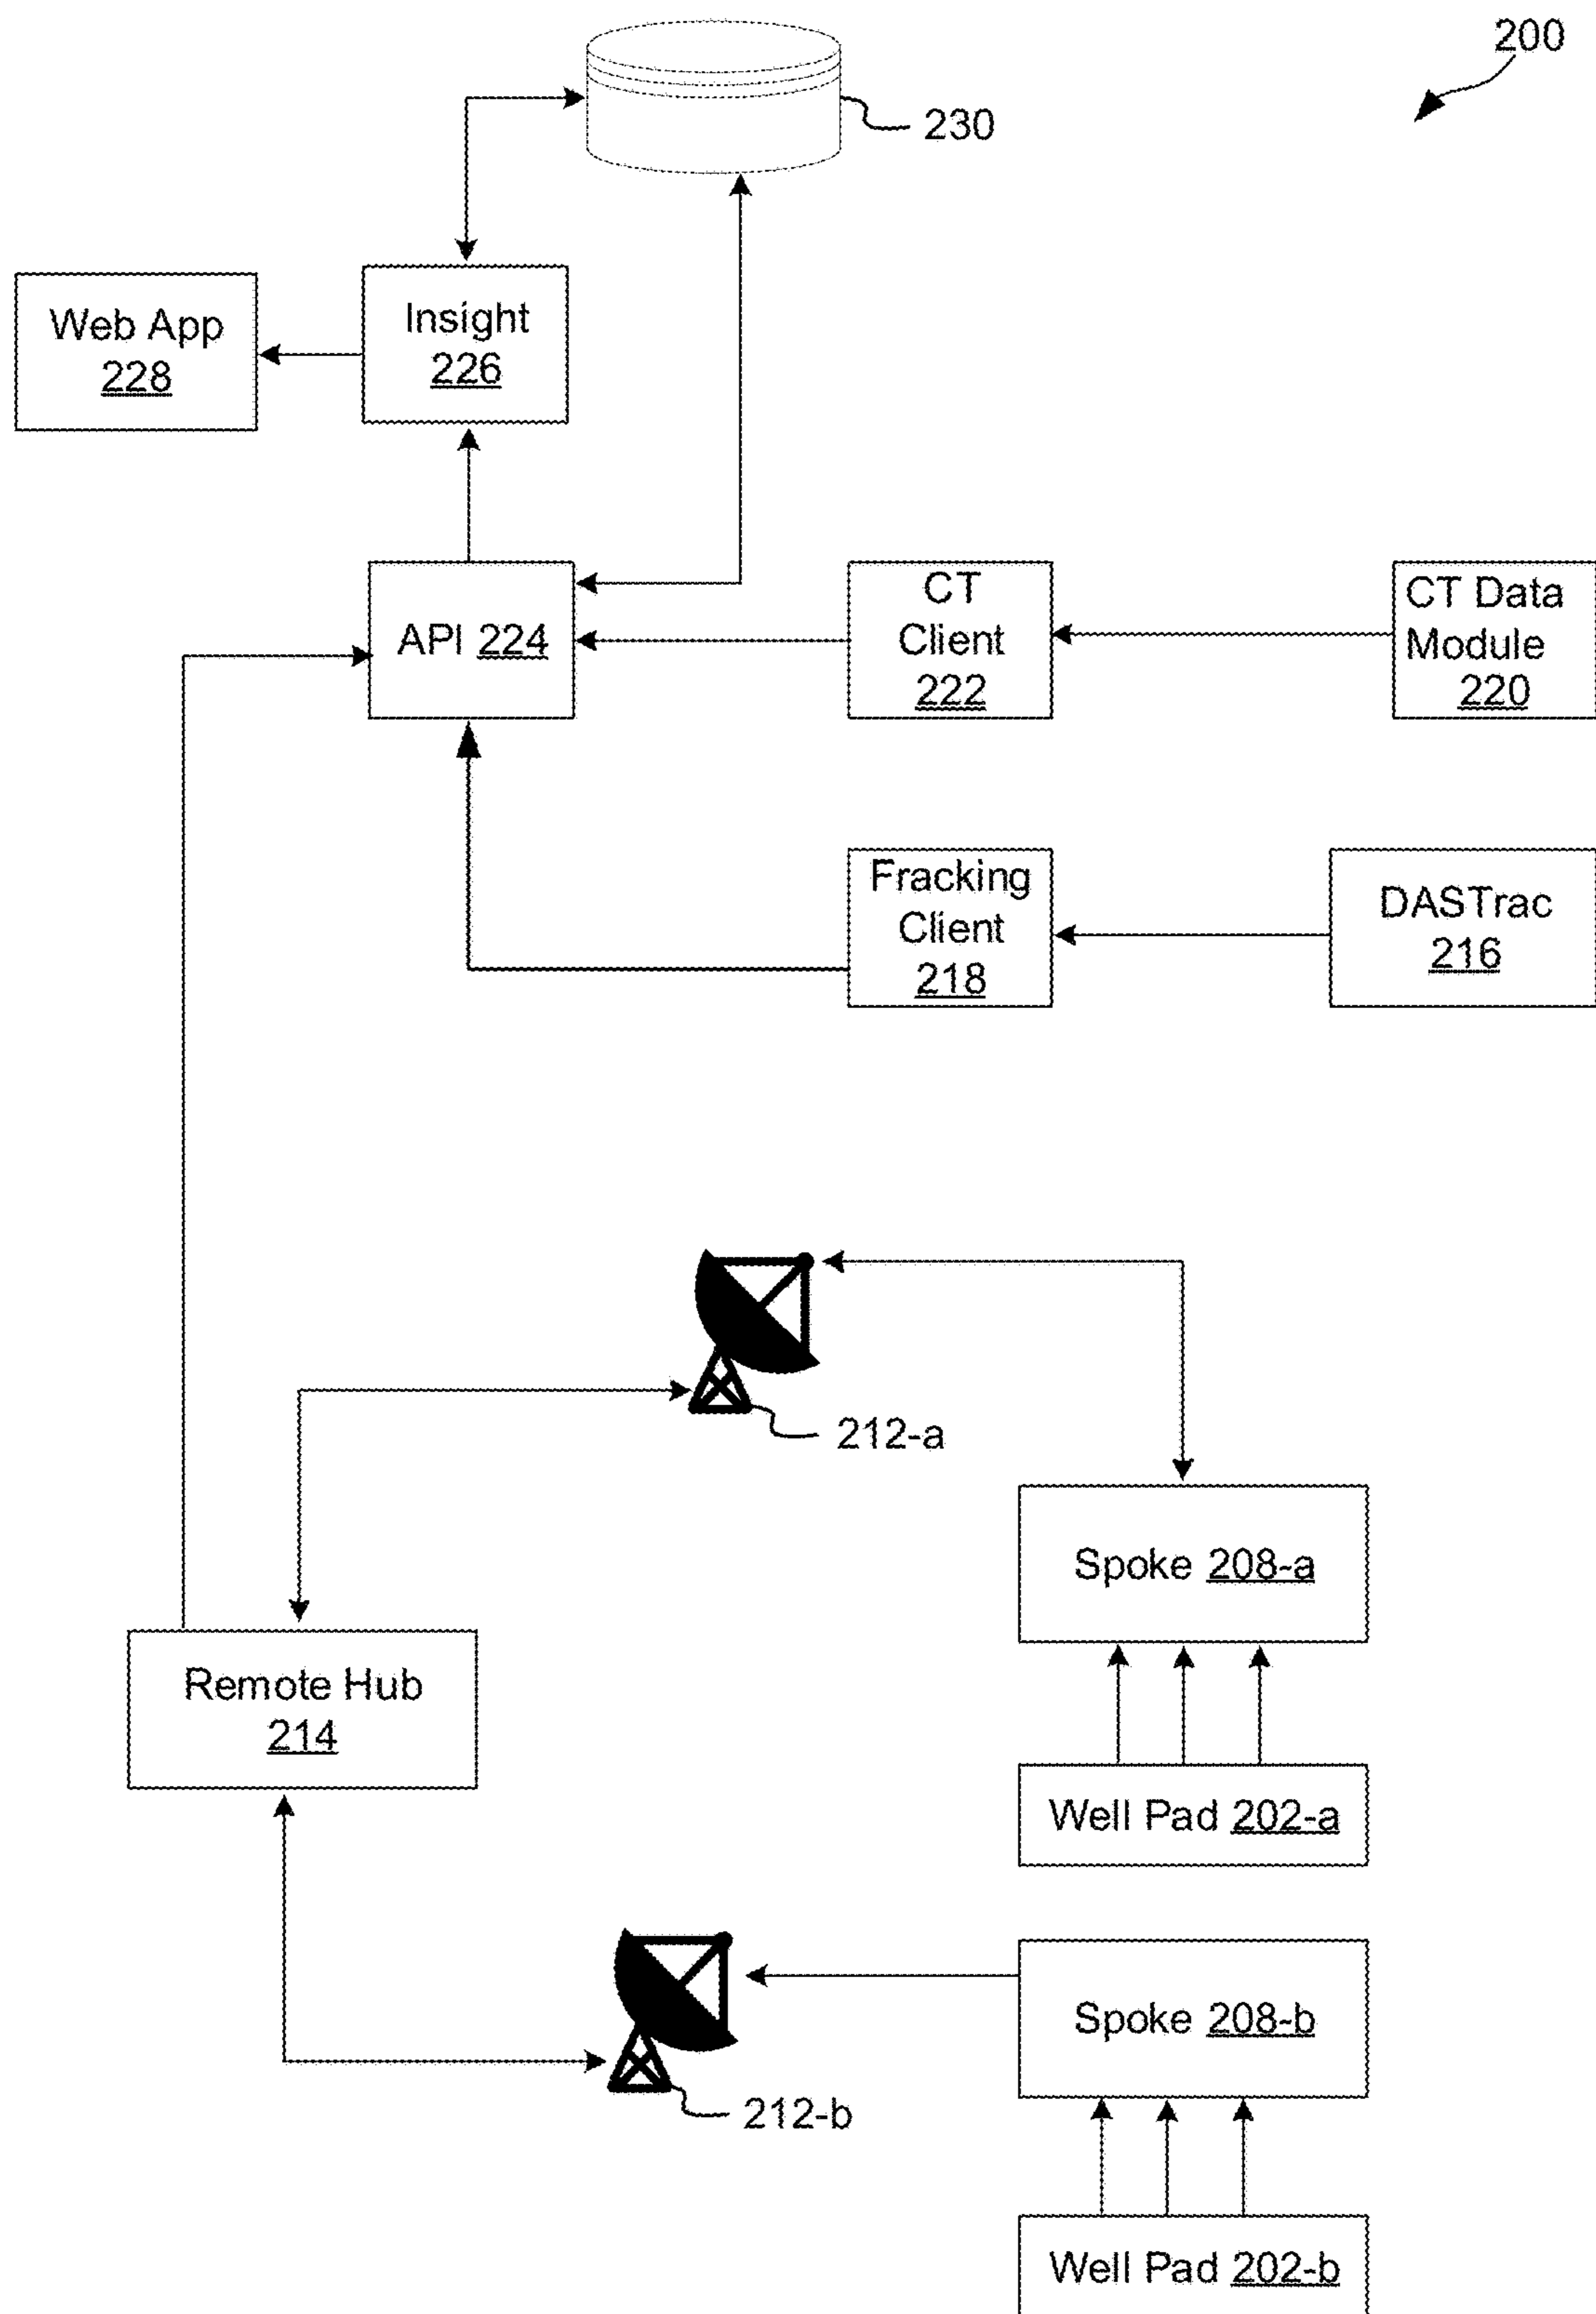 200
230
Web App
228
Insight
226
API 224
CT
Client
222
CT Data
Module
220
Fracking
Client
218
DASTrac
216
212-a
Spoke 208-a
Remote Hub
214
Well Pad 202-a
Spoke 208-b
212-b
Well Pad 202-b